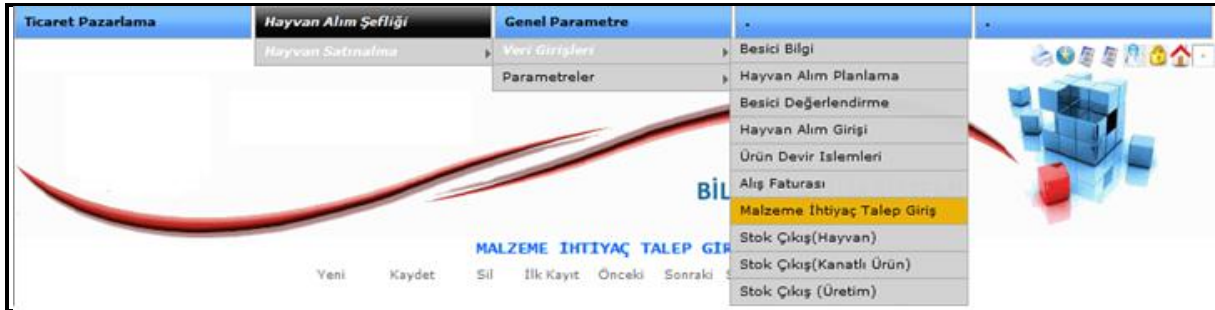 Ticaret Pazarlama
Hayvan Alım Şefliği
Genel Parametre
.
.
Hayvan Satınalma
Veri Girişleri
Parametreler
Besici Bilgi
Hayvan Alım Planlama
Besici Değerlendirme
Hayvan Alım Girişi
Ürün Devir Islemleri
Alış Faturası
Malzeme İhtiyaç Talep Giriş
Stok Çıkış(Hayvan)
Stok Çıkış(Kanatlı Ürün)
Stok Çıkış (Üretim)
BİL
MALZEME İHTİYAÇ TALEP GİR
Yeni Kaydet Sil İlk Kayıt Önceki Sonraki S